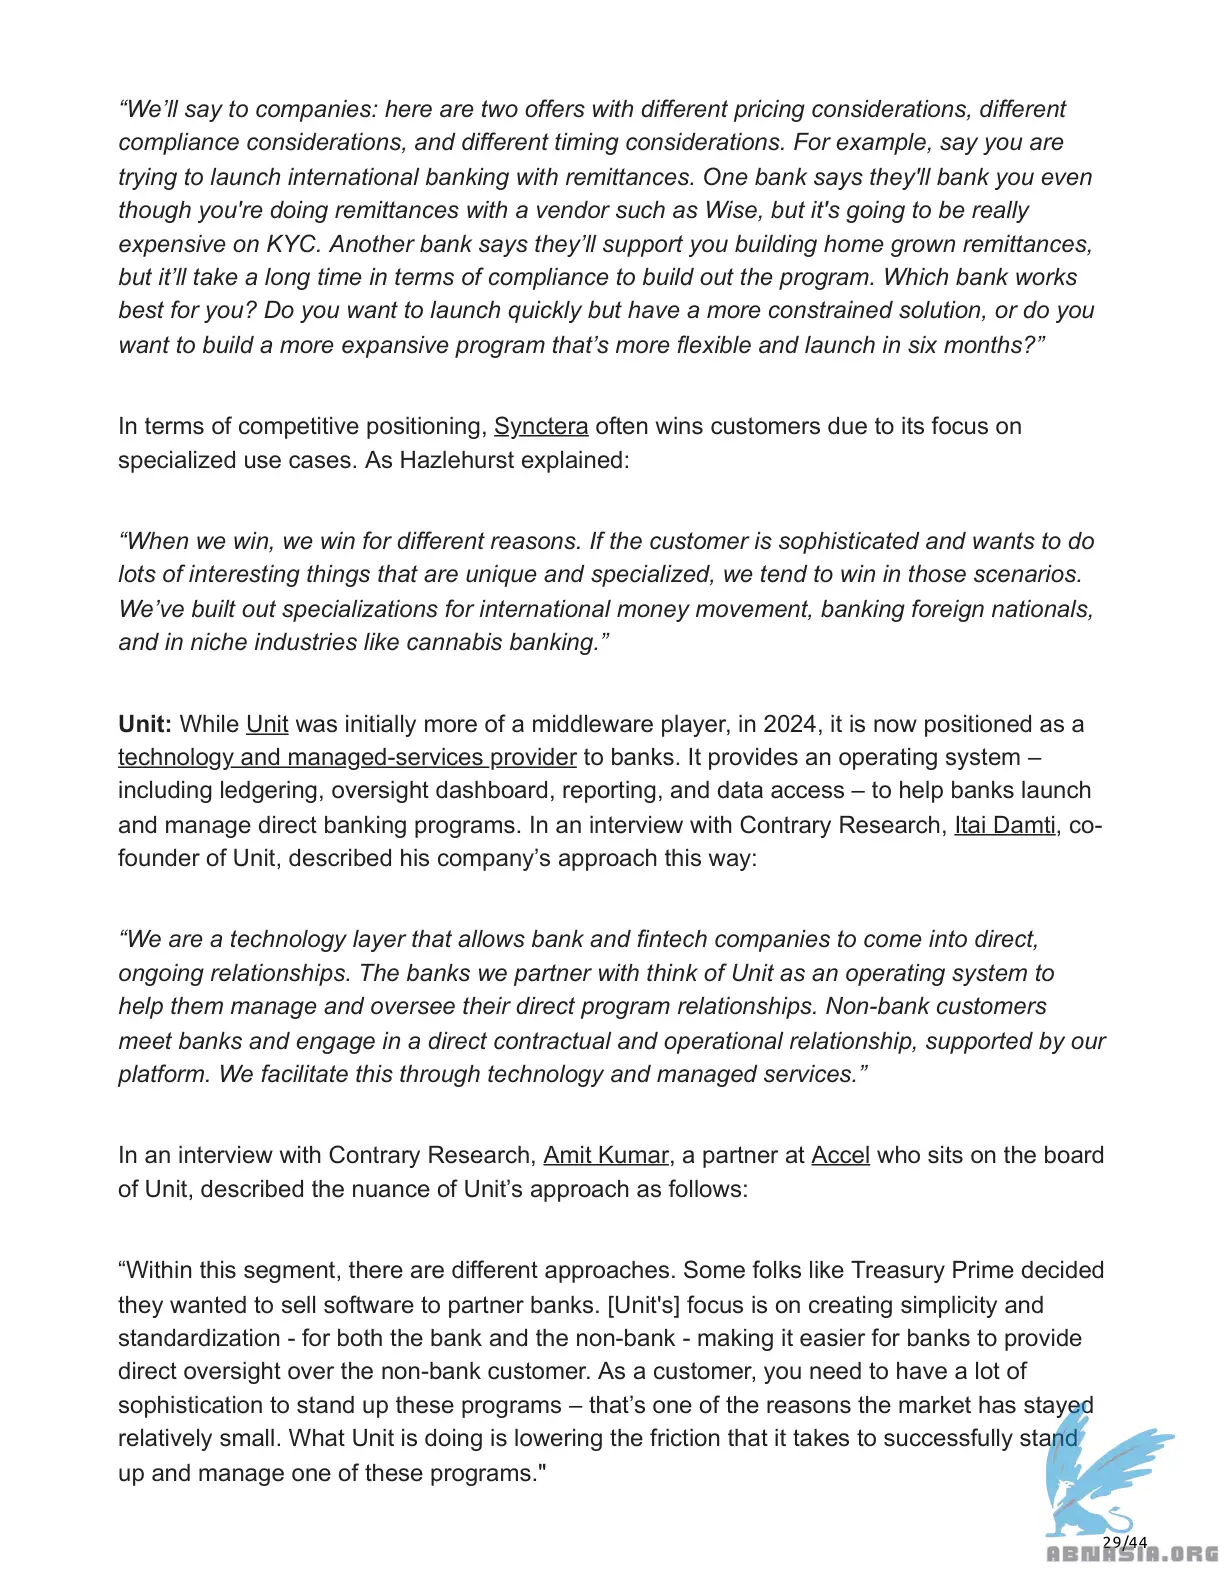 “We’ll say to companies: here are two offers with different pricing considerations, different
compliance considerations, and different timing considerations. For example, say you are
trying to launch international banking with remittances. One bank says they'll bank you even
though you're doing remittances with a vendor such as Wise, but it's going to be really
expensive on KYC. Another bank says they’ll support you building home grown remittances,
but it’ll take a long time in terms of compliance to build out the program. Which bank works
best for you? Do you want to launch quickly but have a more constrained solution, or do you
want to build a more expansive program that’s more flexible and launch in six months?”
In terms of competitive positioning, Synctera often wins customers due to its focus on
specialized use cases. As Hazlehurst explained:
“When we win, we win for different reasons. If the customer is sophisticated and wants to do
lots of interesting things that are unique and specialized, we tend to win in those scenarios.
We’ve built out specializations for international money movement, banking foreign nationals,
and in niche industries like cannabis banking.”
Unit: While Unit was initially more of a middleware player, in 2024, it is now positioned as a
technology and managed-services provider to banks. It provides an operating system –
including ledgering, oversight dashboard, reporting, and data access – to help banks launch
and manage direct banking programs. In an interview with Contrary Research, Itai Damti, co-
founder of Unit, described his company’s approach this way:
“We are a technology layer that allows bank and fintech companies to come into direct,
ongoing relationships. The banks we partner with think of Unit as an operating system to
help them manage and oversee their direct program relationships. Non-bank customers
meet banks and engage in a direct contractual and operational relationship, supported by our
platform. We facilitate this through technology and managed services.”
In an interview with Contrary Research, Amit Kumar, a partner at Accel who sits on the board
of Unit, described the nuance of Unit’s approach as follows:
“Within this segment, there are different approaches. Some folks like Treasury Prime decided
they wanted to sell software to partner banks. [Unit's] focus is on creating simplicity and
standardization - for both the bank and the non-bank - making it easier for banks to provide
direct oversight over the non-bank customer. As a customer, you need to have a lot of
sophistication to stand up these programs – that’s one of the reasons the market has stayed
relatively small. What Unit is doing is lowering the friction that it takes to successfully stand
up and manage one of these programs."
29/44
ABNASIA.ORG